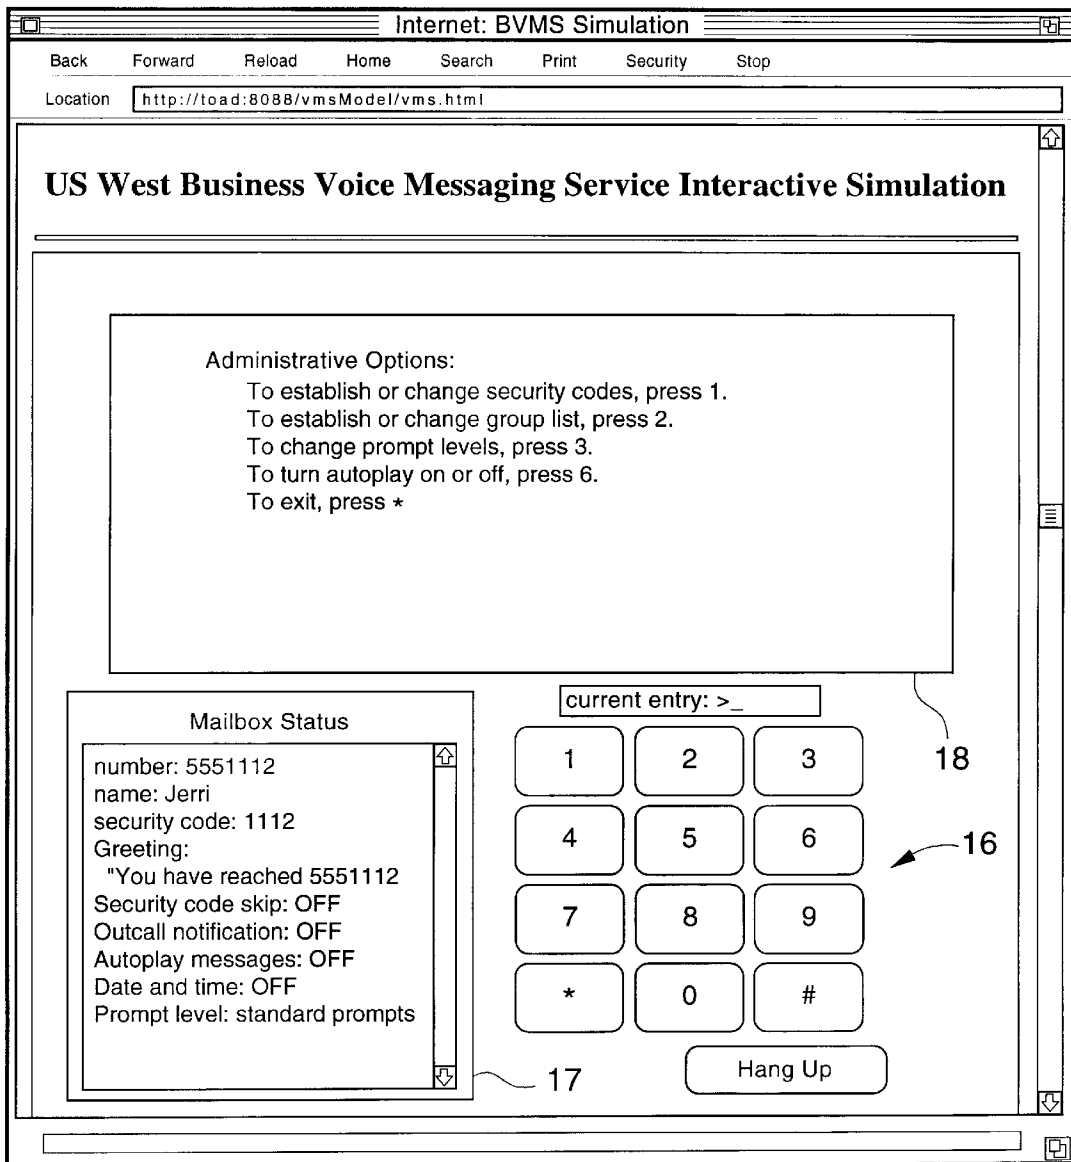 Internet: BVMS Simulation
Back Forward Reload Home Search Print Security Stop
Location http://toad:8088/vmsModel/vms.html
US West Business Voice Messaging Service Interactive Simulation
Administrative Options:
To establish or change security codes, press 1.
To establish or change group list, press 2.
To change prompt levels, press 3.
To turn autoplay on or off, press 6.
To exit, press *
18
Mailbox Status
number: 5551112
name: Jerri
security code: 1112
Greeting:
"You have reached 5551112
Security code skip: OFF
Outcall notification: OFF
Autoplay messages: OFF
Date and time: OFF
Prompt level: standard prompts
17
current entry: >_
1 2 3
4 5 6
7 8 9
* 0 #
16
Hang Up